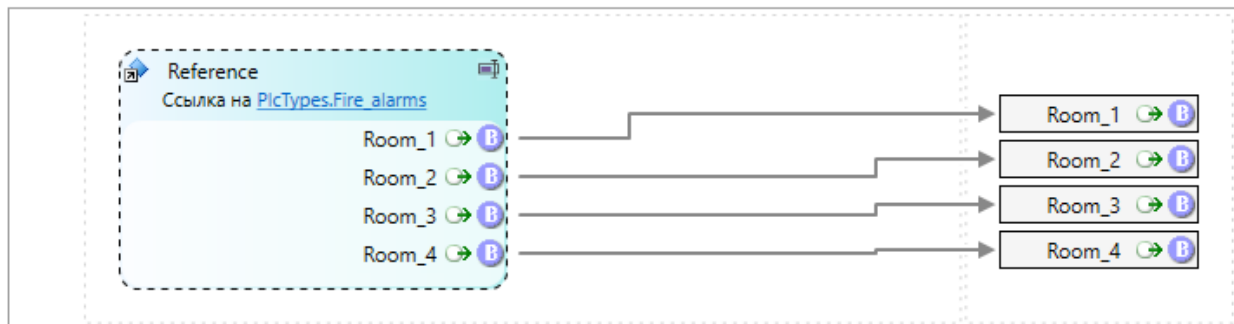 Reference
Ссылка на PlcTypes.Fire_alarms
Room_1 B
Room_2 B
Room_3 B
Room_4 B
Room_1 B
Room_2 B
Room_3 B
Room_4 B